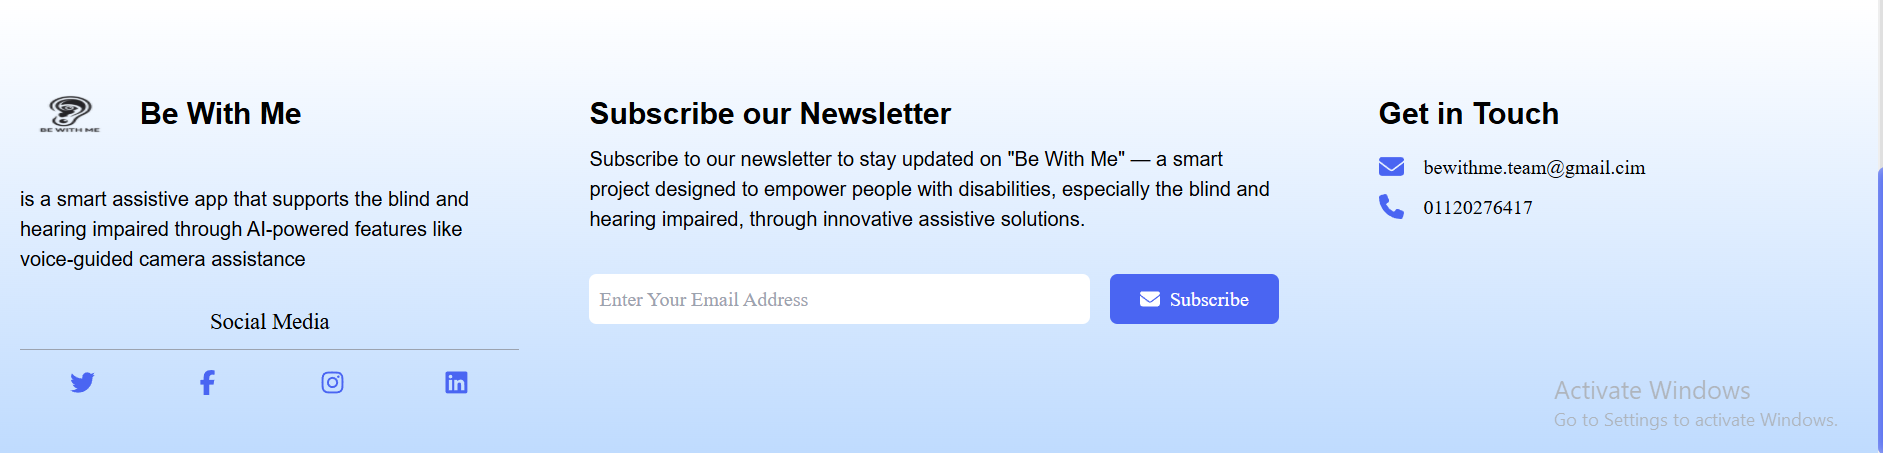 BE WITH ME
Be With Me
is a smart assistive app that supports the blind and
hearing impaired through AI-powered features like
voice-guided camera assistance
Social Media
Subscribe our Newsletter
Subscribe to our newsletter to stay updated on "Be With Me" — a smart
project designed to empower people with disabilities, especially the blind and
hearing impaired, through innovative assistive solutions.
Enter Your Email Address
Subscribe
Get in Touch
bewithme.team@gmail.cim
01120276417
Activate Windows
Go to Settings to activate Windows.